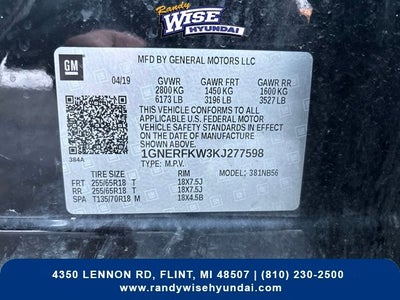 Randy
WISE
HYUNDAI
GM
MFD BY GENERAL MOTORS LLC
04/19 GVWR GAWR FRT GAWR RR
2800 KG 1450 KG 1600 KG
6173 LB 3196 LB 3527 LB
THIS VEHICLE CONFORMS TO ALL
APPLICABLE U.S. FEDERAL MOTOR
VEHICLE SAFETY AND THEFT PREVENTION
STANDARDS IN EFFECT ON THE DATE OF
MANUFACTURE SHOWN ABOVE.
384A
1GNERFKW3KJ277598
TYPE: M.P.V. MODEL: 381NB56
TIRE RIM
FRT 255/65R18 T 18X7.5J
RR 255/65R18 T 18X7.5J
SPA T135/70R18 M 18X4.5B
4350 LENNON RD, FLINT, MI 48507 | (810) 230-2500
www.randywisehyundai.com